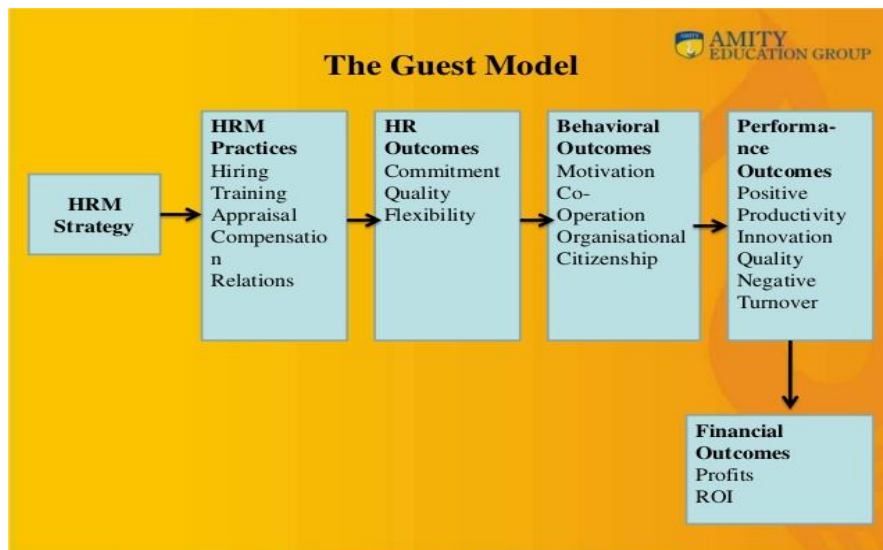 AMITY
AMITY
EDUCATION GROUP
The Guest Model
HRM
Strategy
HRM
Practices
Hiring
Training
Appraisal
Compensatio
n
Relations
HR
Outcomes
Commitment
Quality
Flexibility
Behavioral
Outcomes
Motivation
Co-
Operation
Organisational
Citizenship
Performa-
nce
Outcomes
Positive
Productivity
Innovation
Quality
Negative
Turnover
Financial
Outcomes
Profits
ROI